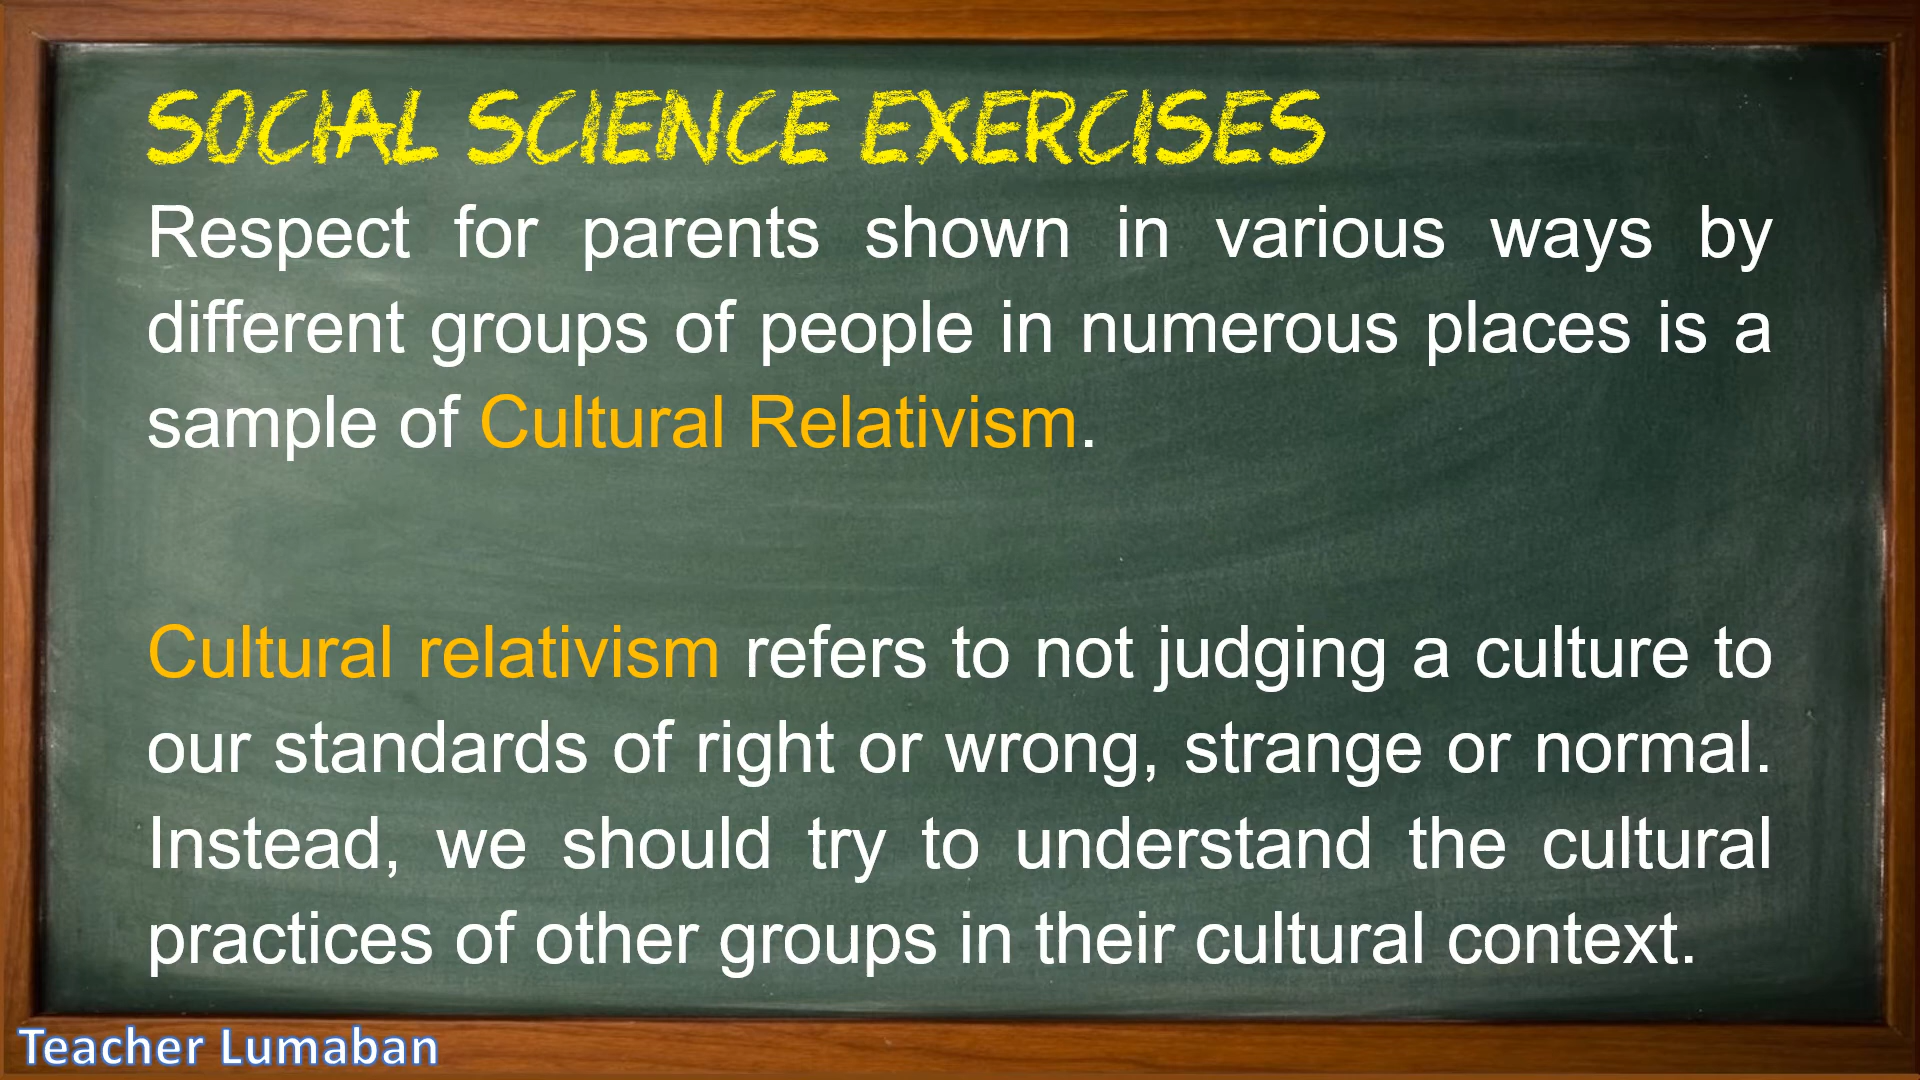 SOCIAL SCIENCE EXERCISES
Respect for parents shown in various ways by
different groups of people in numerous places is a
sample of Cultural Relativism.
Cultural relativism refers to not judging a culture to
our standards of right or wrong, strange or normal.
Instead, we should try to understand the cultural
practices of other groups in their cultural context.
Teacher Lumaban